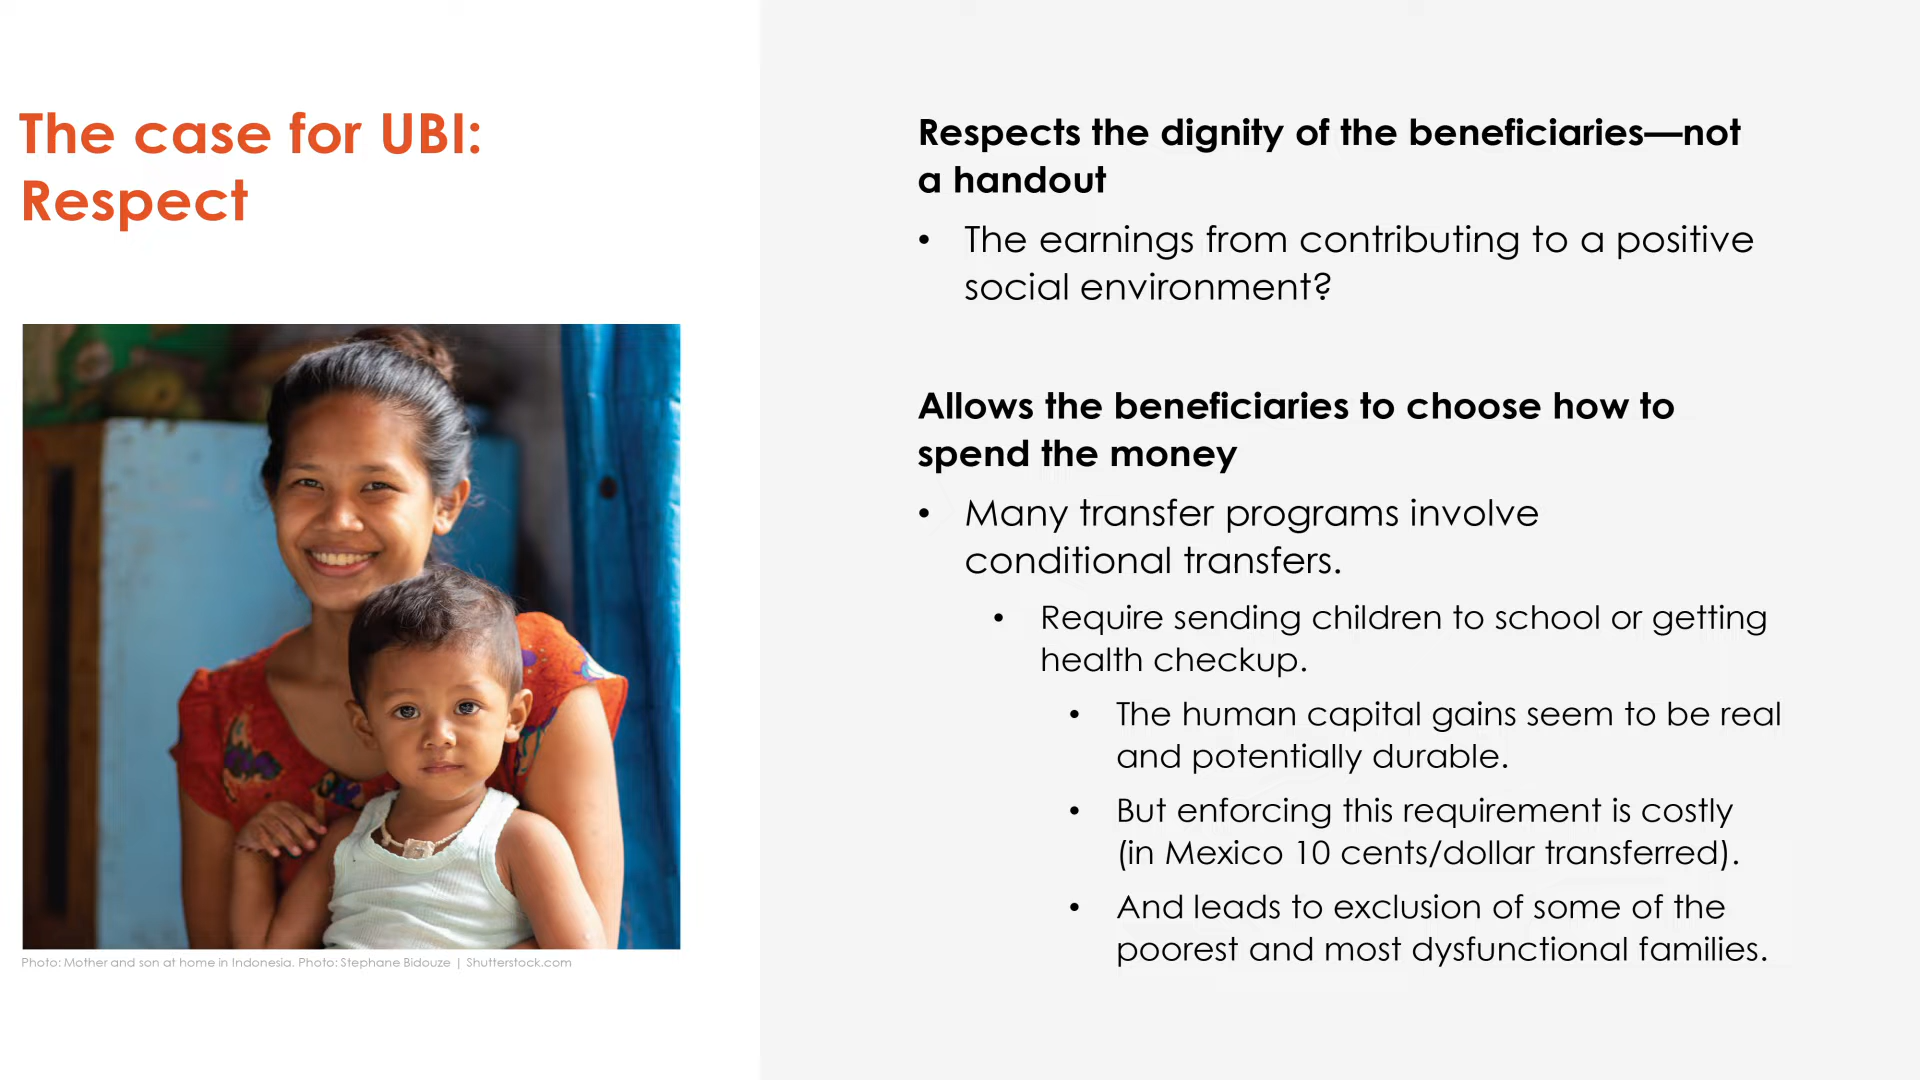 The case for UBI:
Respect
Photo: Mother and son at home in Indonesia. Photo: Stephane Bidouze | Shutterstock.com
Respects the dignity of the beneficiaries—not
a handout
• The earnings from contributing to a positive
social environment?
Allows the beneficiaries to choose how to
spend the money
• Many transfer programs involve
conditional transfers.
• Require sending children to school or getting
health checkup.
• The human capital gains seem to be real
and potentially durable.
• But enforcing this requirement is costly
(in Mexico 10 cents/dollar transferred).
• And leads to exclusion of some of the
poorest and most dysfunctional families.